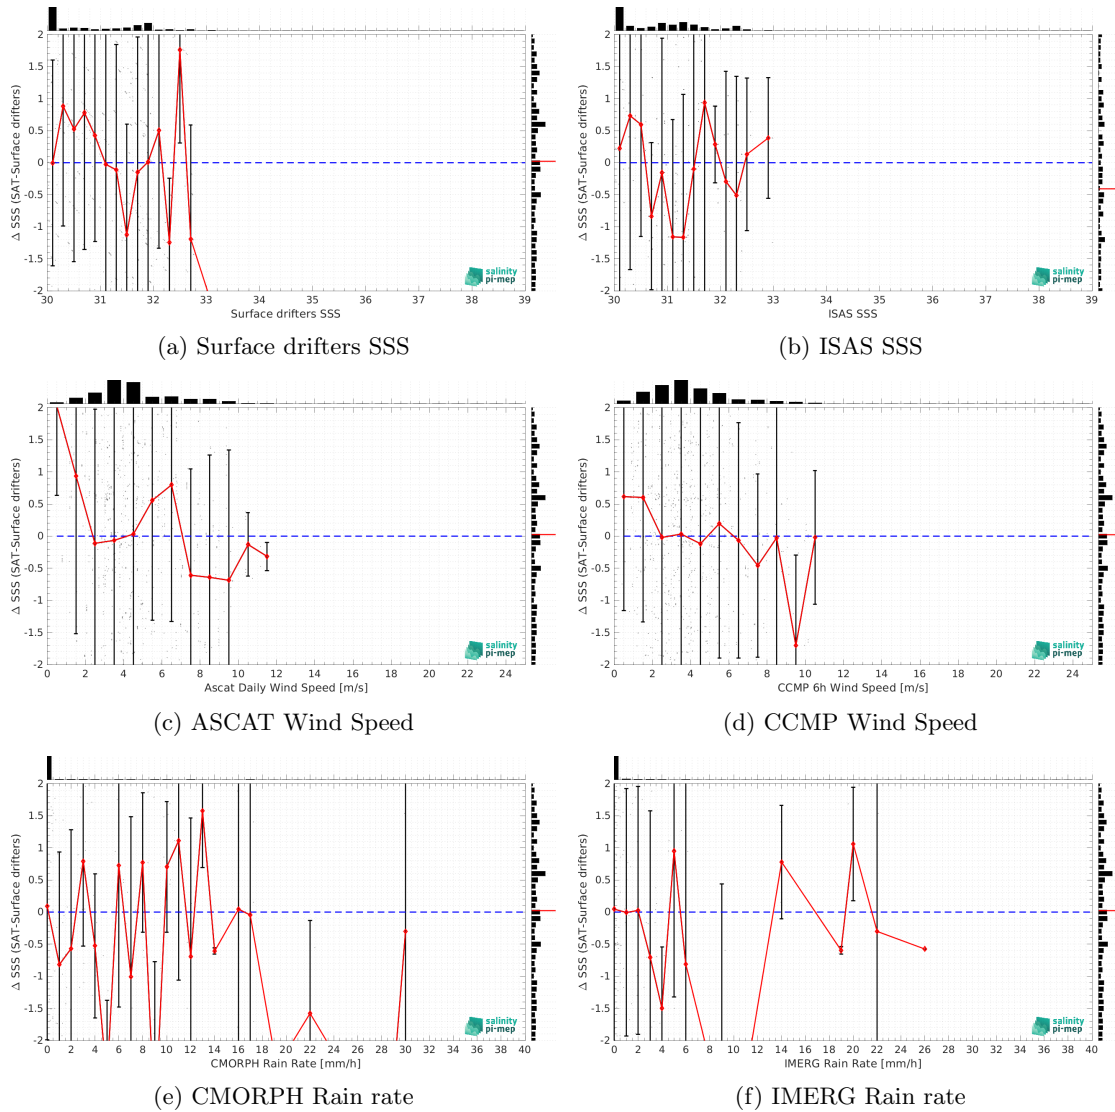 2
1.5
1
0.5
0
-0.5
-1
-1.5
-2
Δ SSS (SAT-Surface drifters)
30 31 32 33 34 35 36 37 38 39
Surface drifters SSS
salinity
pi-mep
(a) Surface drifters SSS
2
1.5
1
0.5
0
-0.5
-1
-1.5
-2
Δ SSS (SAT-Surface drifters)
30 31 32 33 34 35 36 37 38 39
ISAS SSS
salinity
pi-mep
(b) ISAS SSS
2
1.5
1
0.5
0
-0.5
-1
-1.5
-2
Δ SSS (SAT-Surface drifters)
0 2 4 6 8 10 12 14 16 18 20 22 24
Ascat Daily Wind Speed [m/s]
salinity
pi-mep
(c) ASCAT Wind Speed
2
1.5
1
0.5
0
-0.5
-1
-1.5
-2
Δ SSS (SAT-Surface drifters)
0 2 4 6 8 10 12 14 16 18 20 22 24
CCMP 6h Wind Speed [m/s]
salinity
pi-mep
(d) CCMP Wind Speed
2
1.5
1
0.5
0
-0.5
-1
-1.5
-2
Δ SSS (SAT-Surface drifters)
0 2 4 6 8 10 12 14 16 18 20 22 24 26 28 30 32 34 36 38 40
CMORPH Rain Rate [mm/h]
salinity
pi-mep
(e) CMORPH Rain rate
2
1.5
1
0.5
0
-0.5
-1
-1.5
-2
Δ SSS (SAT-Surface drifters)
0 2 4 6 8 10 12 14 16 18 20 22 24 26 28 30 32 34 36 38 40
IMERG Rain Rate [mm/h]
salinity
pi-mep
(f) IMERG Rain rate